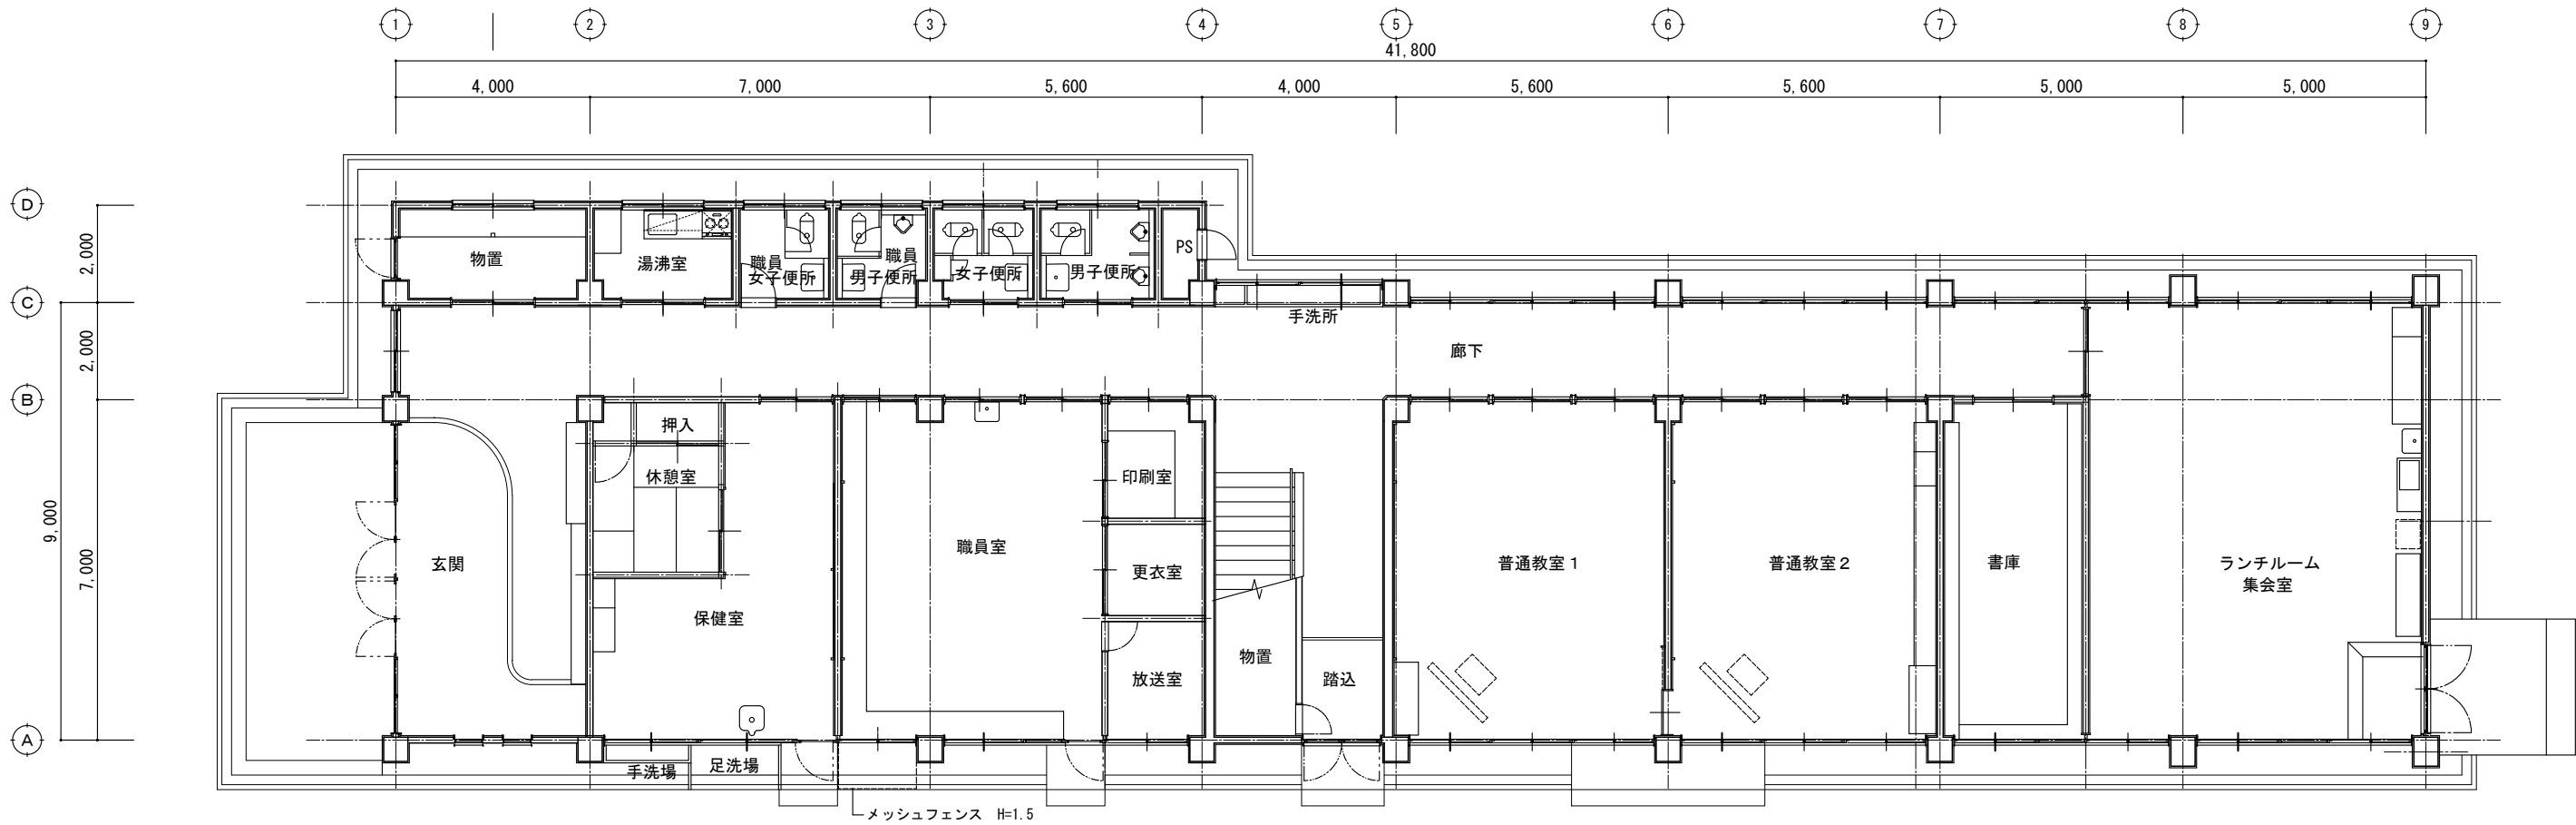 1 2 3 4 5 6 7 8 9
41,800
4,000 7,000 5,600 4,000 5,600 5,600 5,000 5,000
D
C
B
A
2,000
2,000
7,000
9,000
物置
湯沸室
職員
女子便所
職員
男子便所
女子便所
男子便所
PS
手洗所
廊下
押入
休憩室
印刷室
玄関
職員室
更衣室
保健室
放送室
物置
踏込
普通教室1
普通教室2
書庫
ランチルーム
集会室
手洗場
足洗場
メッシュフェンス H=1.5